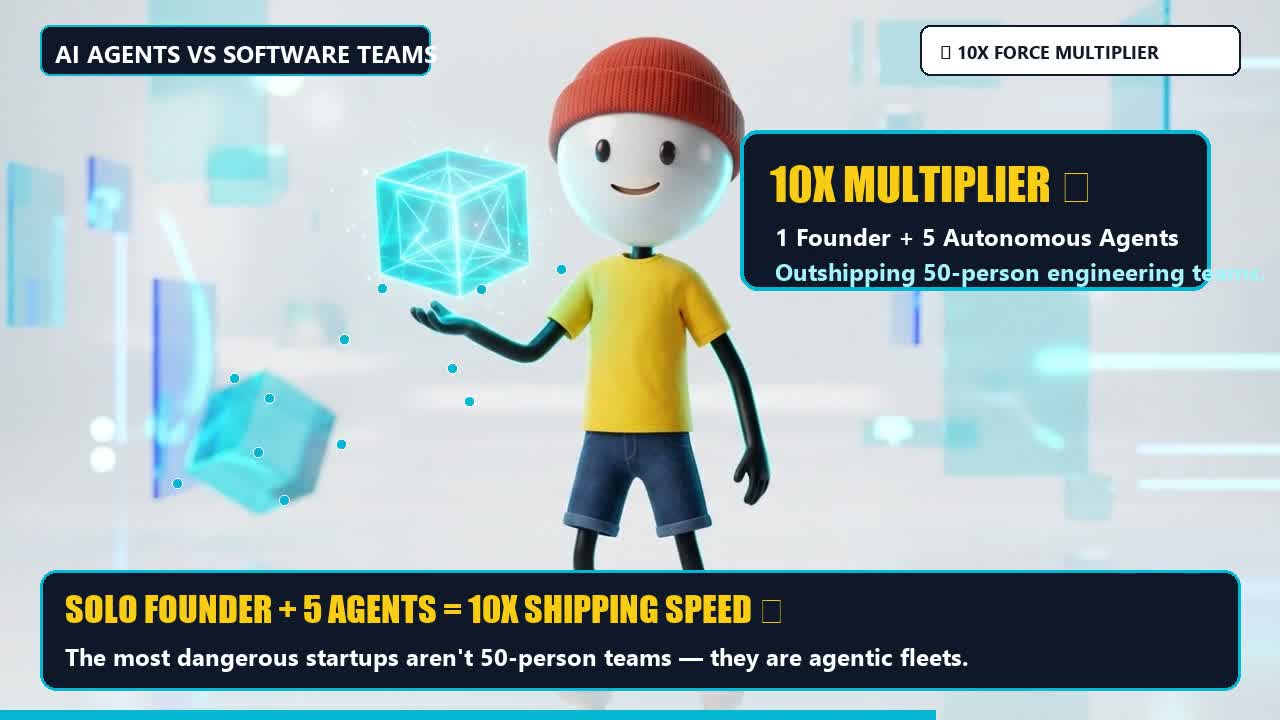 AI AGENTS VS SOFTWARE TEAMS
10X FORCE MULTIPLIER
10X MULTIPLIER
1 Founder + 5 Autonomous Agents
Outshipping 50-person engineering teams.
SOLO FOUNDER + 5 AGENTS = 10X SHIPPING SPEED
The most dangerous startups aren't 50-person teams — they are agentic fleets.